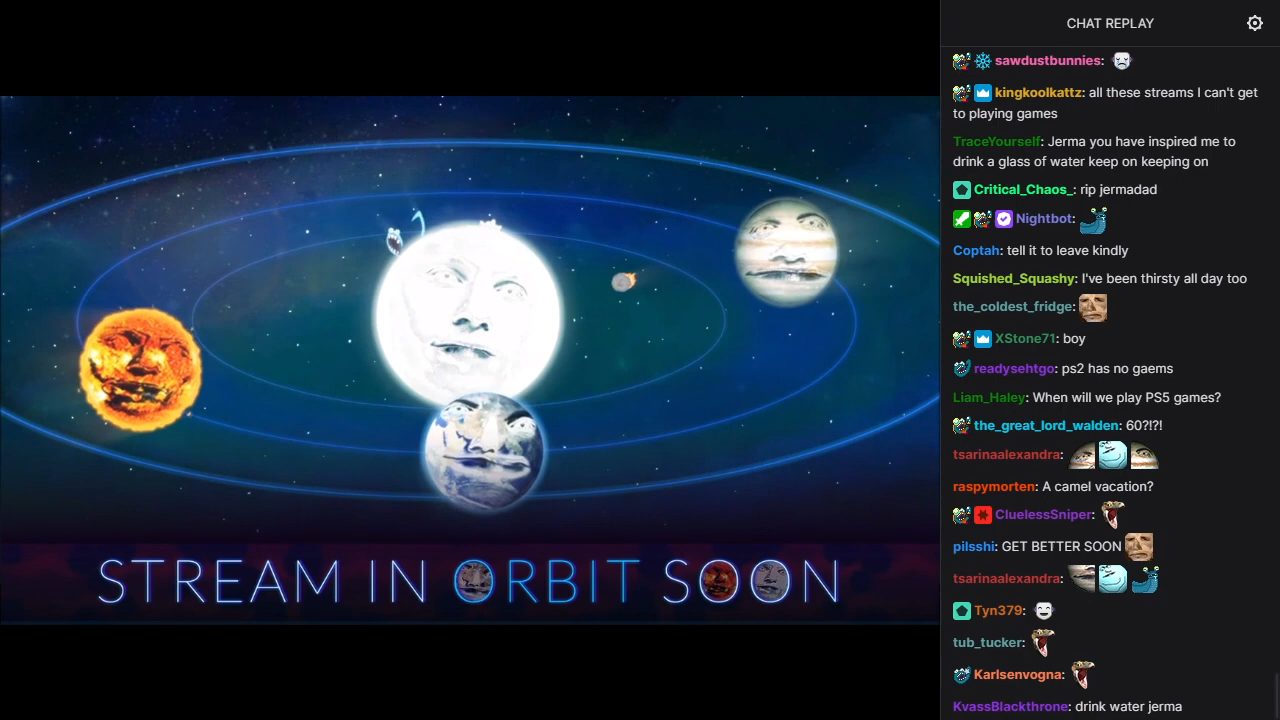 CHAT REPLAY
sawdustbunnies:
kingkoolkattz: all these streams I can't get
to playing games
TraceYourself: Jerma you have inspired me to
drink a glass of water keep on keeping on
Critical_Chaos_: rip jermadad
Nightbot:
Coptah: tell it to leave kindly
Squished_Squashy: I've been thirsty all day too
the_coldest_fridge:
XStone71: boy
readysehtgo: ps2 has no gaems
Liam_Haley: When will we play PS5 games?
the_great_lord_walden: 60?!?!
tsarinaalexandra:
raspymorten: A camel vacation?
CluelessSniper:
pilsshi: GET BETTER SOON
tsarinaalexandra:
Tyn379:
tub_tucker:
Karlsenvogna:
KvassBlackthrone: drink water jerma
STREAM IN ORBIT SOON